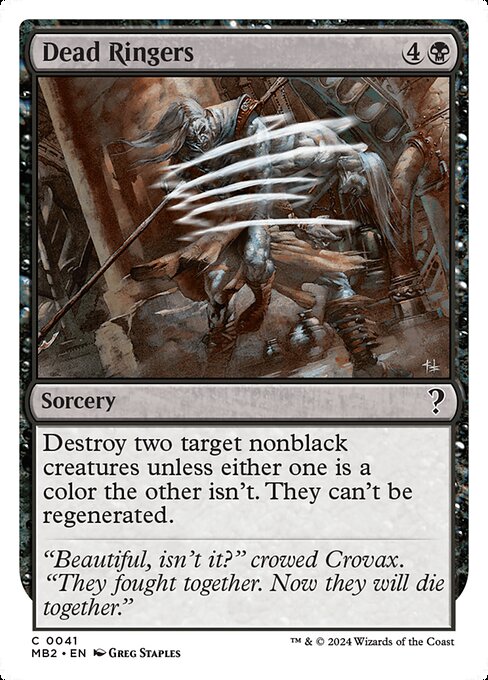 Dead Ringers 4
Sorcery ?
Destroy two target nonblack
creatures unless either one is a
color the other isn't. They can't be
regenerated.
“Beautiful, isn't it?” crowed Crovax.
“They fought together. Now they will die
together.”
C 0041
MB2 • EN Greg Staples
™ & © 2024 Wizards of the Coast